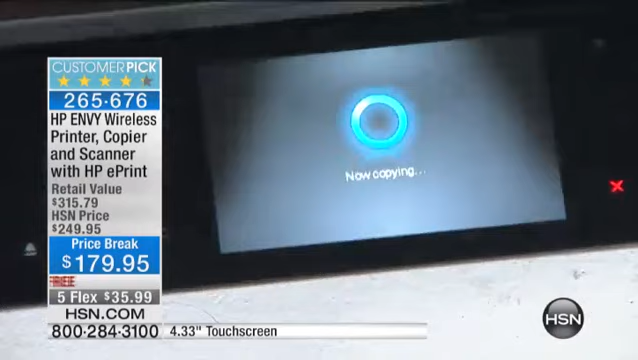 CUSTOMER PICK
265-676
HP ENVY Wireless
Printer, Copier
and Scanner
with HP ePrint
Retail Value
$315.79
HSN Price
$249.95
Price Break
$179.95
5 Flex $35.99
HSN.COM
800-284-3100
4.33" Touchscreen
Now copying...
HSN